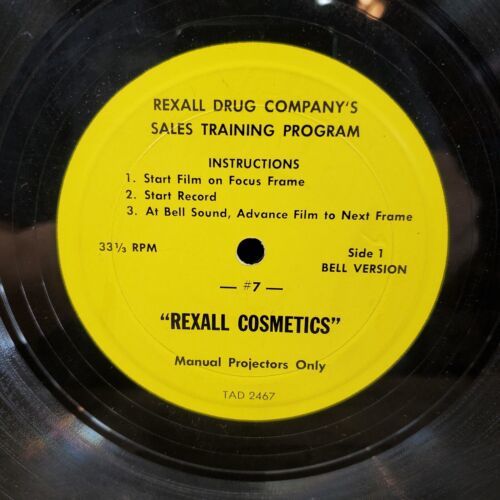 REXALL DRUG COMPANY'S
SALES TRAINING PROGRAM
INSTRUCTIONS
1. Start Film on Focus Frame
2. Start Record
3. At Bell Sound, Advance Film to Next Frame
33⅓ RPM
Side 1
BELL VERSION
— #7 —
"REXALL COSMETICS"
Manual Projectors Only
TAD 2467